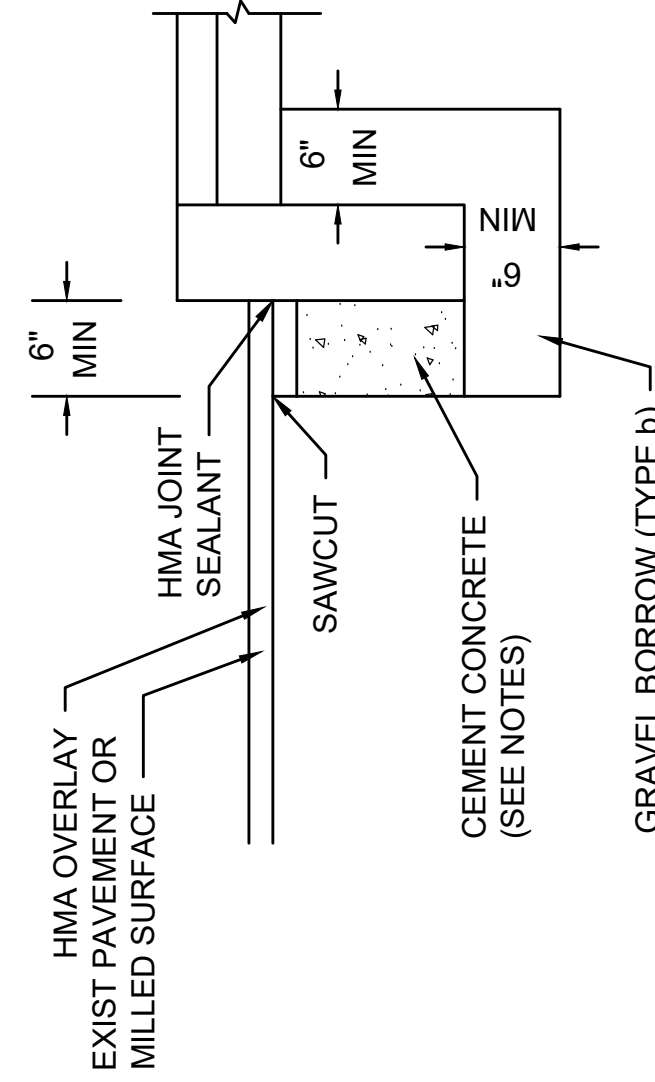 6"
MIN
6"
MIN
6"
MIN
HMA JOINT
SEALANT
SAWCUT
HMA OVERLAY
EXIST PAVEMENT OR
MILLED SURFACE
CEMENT CONCRETE
(SEE NOTES)
GRAVEL BORROW (TYPE b)